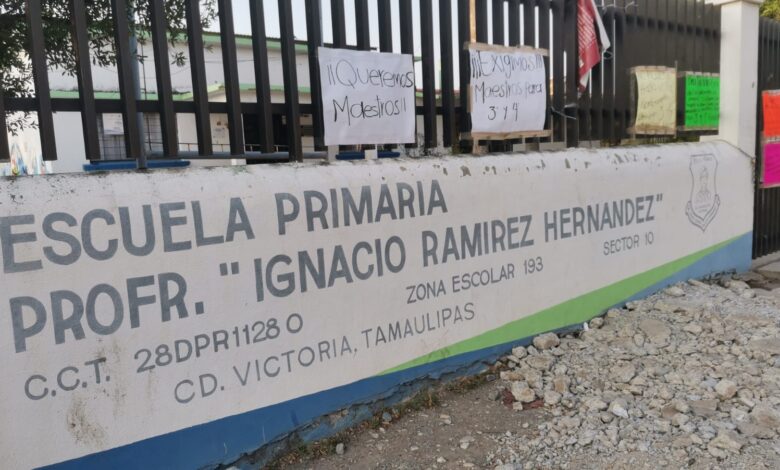 ¡¡Queremos
Maestros!!
¡¡¡Exigimos!!!
Maestros para
3 y 4
ESCUELA PRIMARIA
PROFR. "IGNACIO RAMIREZ HERNANDEZ"
ZONA ESCOLAR 193
SECTOR 10
C.C.T. 28DPR1128O
CD. VICTORIA, TAMAULIPAS